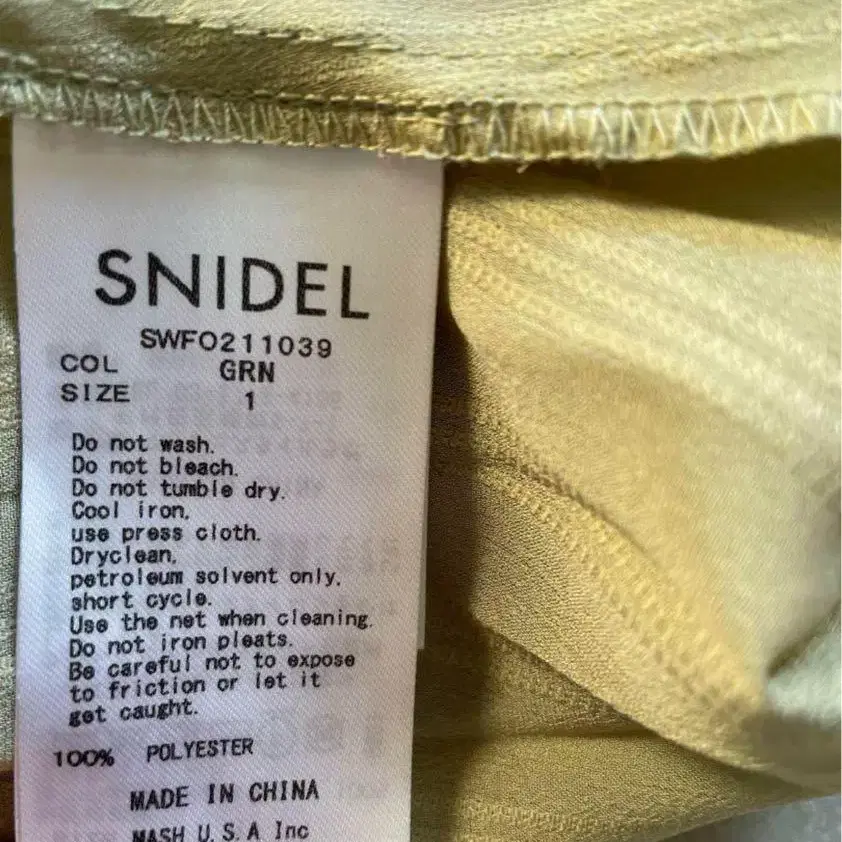 SNIDEL
SWFO211039
COL GRN
SIZE 1
Do not wash.
Do not bleach.
Do not tumble dry.
Cool iron,
use press cloth.
Dryclean,
petroleum solvent only,
short cycle.
Use the net when cleaning.
Do not iron pleats.
Be careful not to expose
to friction or let it
get caught.
100% POLYESTER
MADE IN CHINA
MASH U.S.A Inc